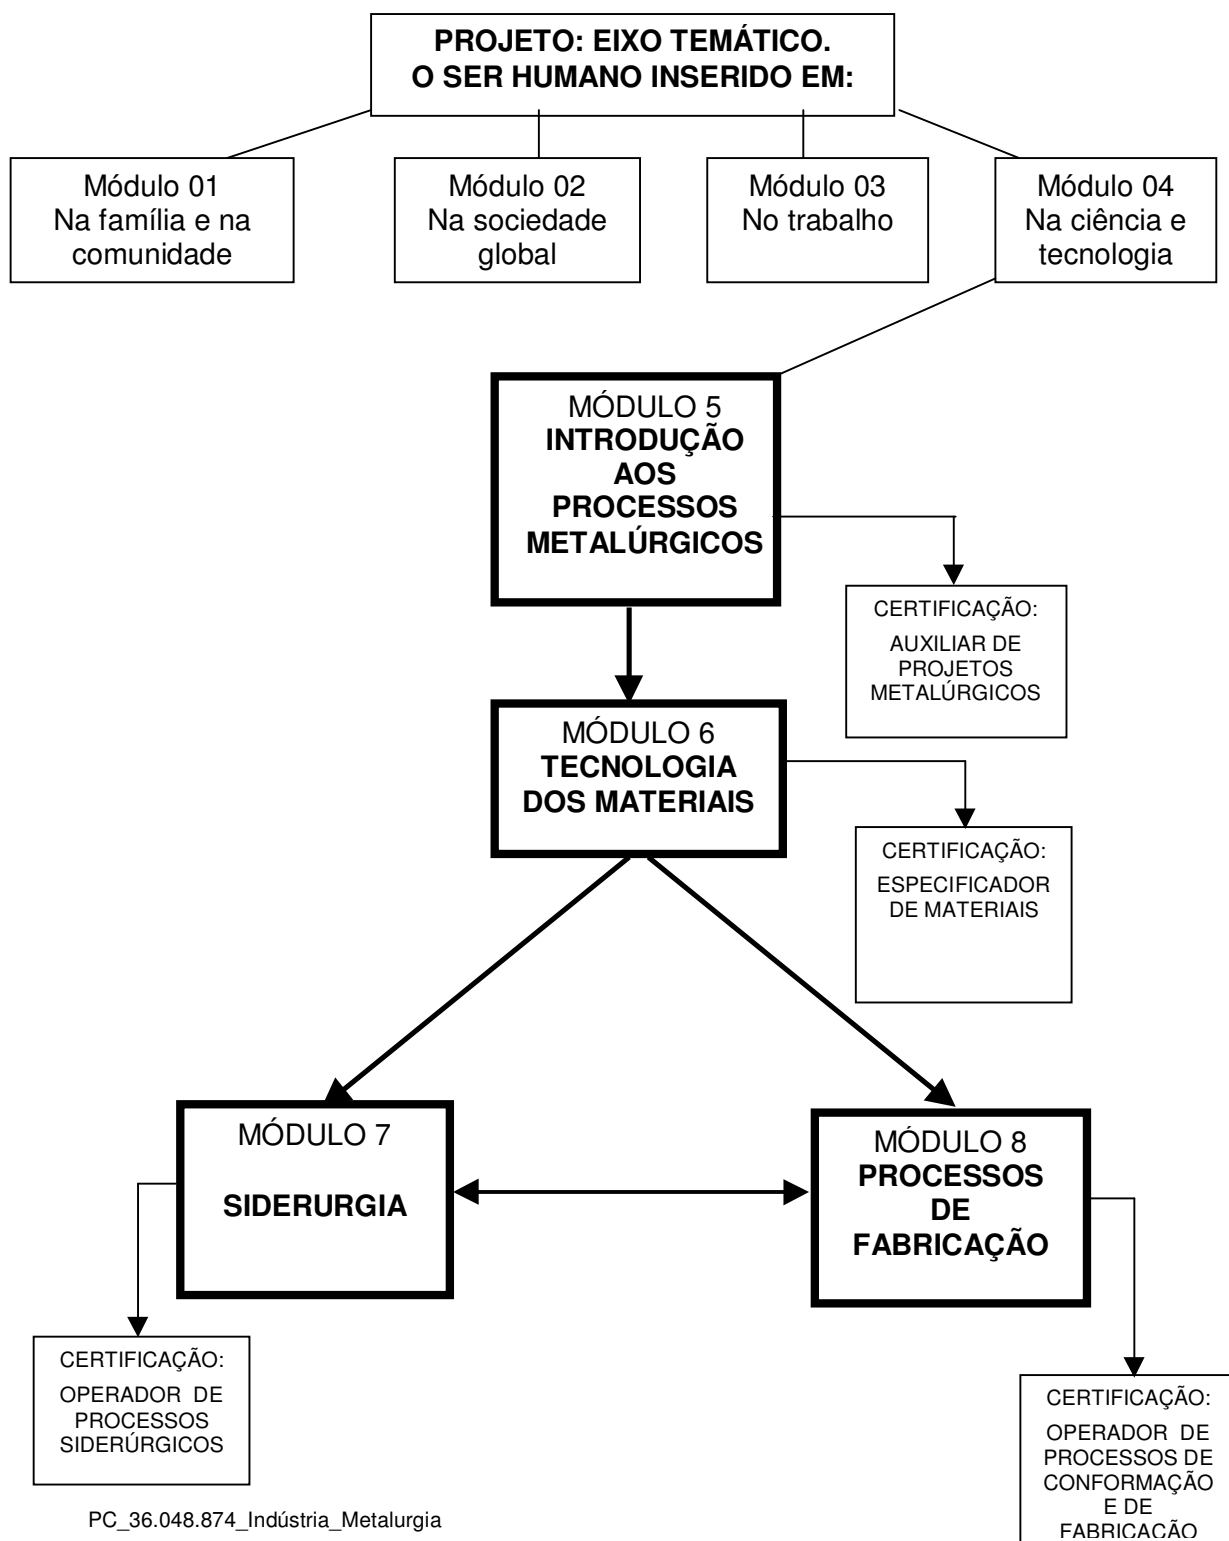 PROJETO: EIXO TEMÁTICO.
O SER HUMANO INSERIDO EM:
Módulo 01
Na família e na
comunidade
Módulo 02
Na sociedade
global
Módulo 03
No trabalho
Módulo 04
Na ciência e
tecnologia
MÓDULO 5
INTRODUÇÃO
AOS
PROCESSOS
METALÚRGICOS
CERTIFICAÇÃO:
AUXILIAR DE
PROJETOS
METALÚRGICOS
MÓDULO 6
TECNOLOGIA
DOS MATERIAIS
CERTIFICAÇÃO:
ESPECIFICADOR
DE MATERIAIS
MÓDULO 7
SIDERURGIA
MÓDULO 8
PROCESSOS
DE
FABRICAÇÃO
CERTIFICAÇÃO:
OPERADOR DE
PROCESSOS
SIDERÚRGICOS
CERTIFICAÇÃO:
OPERADOR DE
PROCESSOS DE
CONFORMAÇÃO
E DE
FABRICAÇÃO
PC_36.048.874_Indústria_Metalurgia